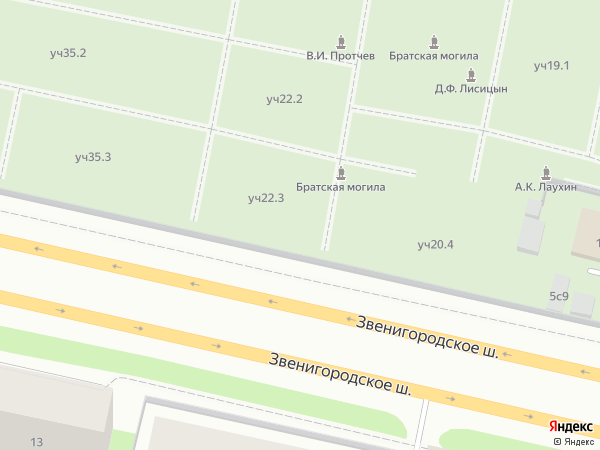 уч35.2
В.И. Протчев
Братская могила
уч19.1
Д.Ф. Лисицын
уч22.2
уч35.3
Братская могила
А.К. Лаухин
уч22.3
уч20.4
1
5с9
Звенигородское ш.
Звенигородское ш.
13
Яндекс
© Яндекс